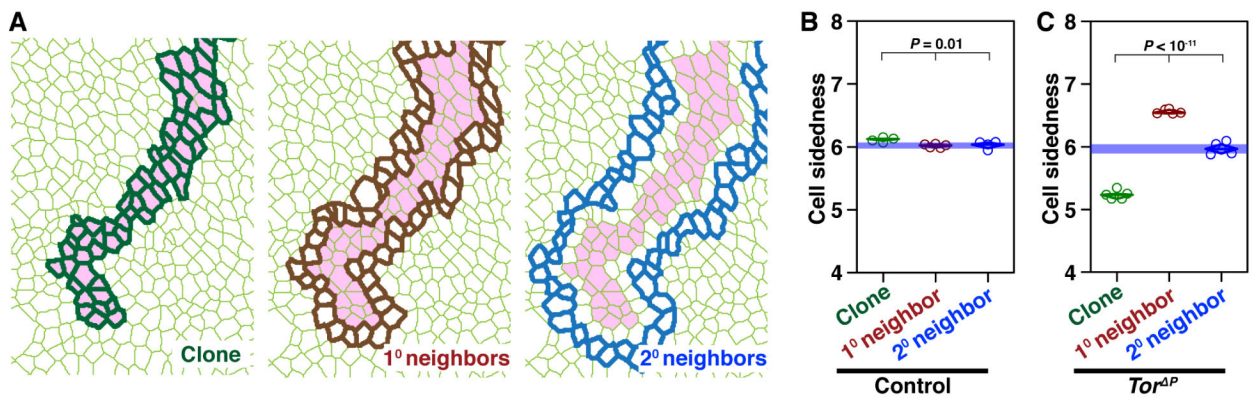 A
Clone
1⁰ neighbors
2⁰ neighbors
B
8
7
6
5
4
Cell sidedness
P = 0.01
Clone
1⁰ neighbor
2⁰ neighbor
Control
C
8
7
6
5
4
Cell sidedness
P < 10⁻¹¹
Clone
1⁰ neighbor
2⁰ neighbor
Tor^ΔP